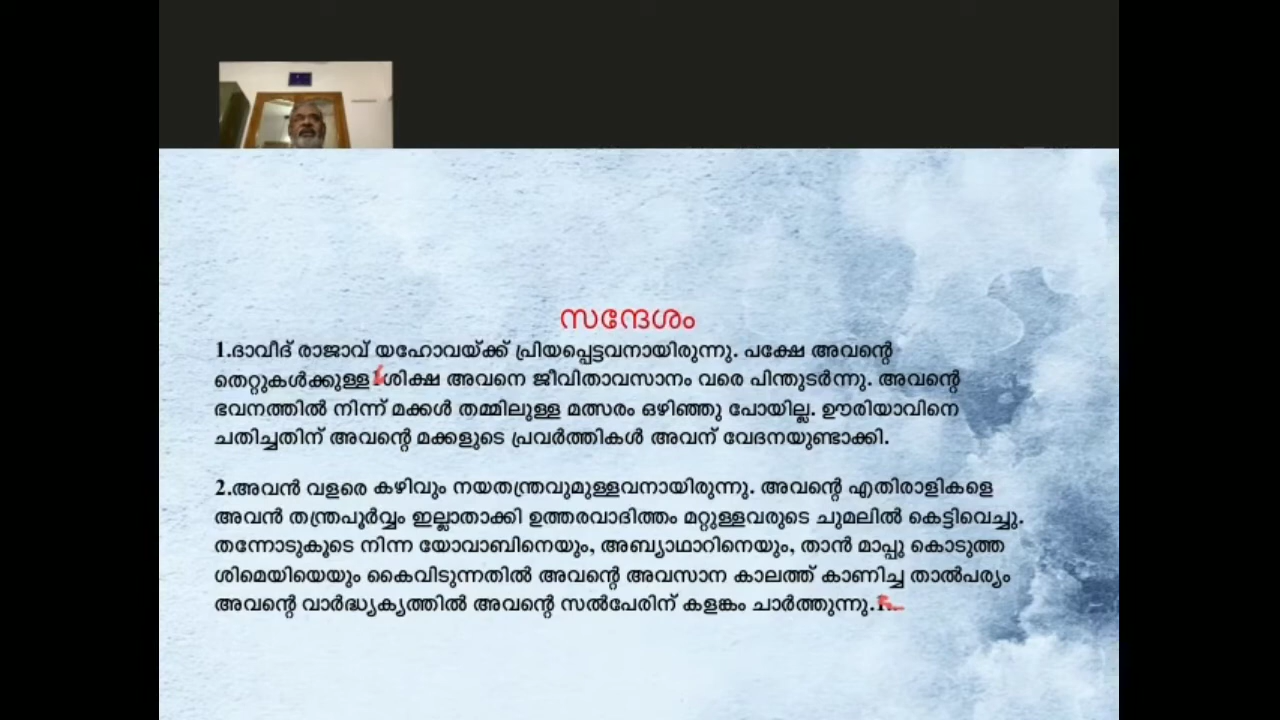 സന്ദേശം
1.ദാവീദ് രാജാവ് യഹോവയ്ക്ക് പ്രിയപ്പെട്ടവനായിരുന്നു. പക്ഷേ അവന്റെ
തെറ്റുകൾക്കുള്ള ശിക്ഷ അവനെ ജീവിതാവസാനം വരെ പിന്തുടർന്നു. അവന്റെ
ഭവനത്തിൽ നിന്ന് മക്കൾ തമ്മിലുള്ള മത്സരം ഒഴിഞ്ഞു പോയില്ല. ഊരിയാവിനെ
ചതിച്ചതിന് അവന്റെ മക്കളുടെ പ്രവർത്തികൾ അവന് വേദനയുണ്ടാക്കി.
2.അവൻ വളരെ കഴിവും നയതന്ത്രവുമുള്ളവനായിരുന്നു. അവന്റെ എതിരാളികളെ
അവൻ തന്ത്രപൂർവ്വം ഇല്ലാതാക്കി ഉത്തരവാദിത്തം മറ്റുള്ളവരുടെ ചുമലിൽ കെട്ടിവെച്ചു.
തന്നോടുകൂടെ നിന്ന യോവാബിനെയും, അബ്യാഥാറിനെയും, താൻ മാപ്പു കൊടുത്ത
ശിമെയിയെയും കൈവിടുന്നതിൽ അവന്റെ അവസാന കാലത്ത് കാണിച്ച താൽപര്യം
അവന്റെ വാർദ്ധ്യക്യത്തിൽ അവന്റെ സൽപേരിന് കളങ്കം ചാർത്തുന്നു.